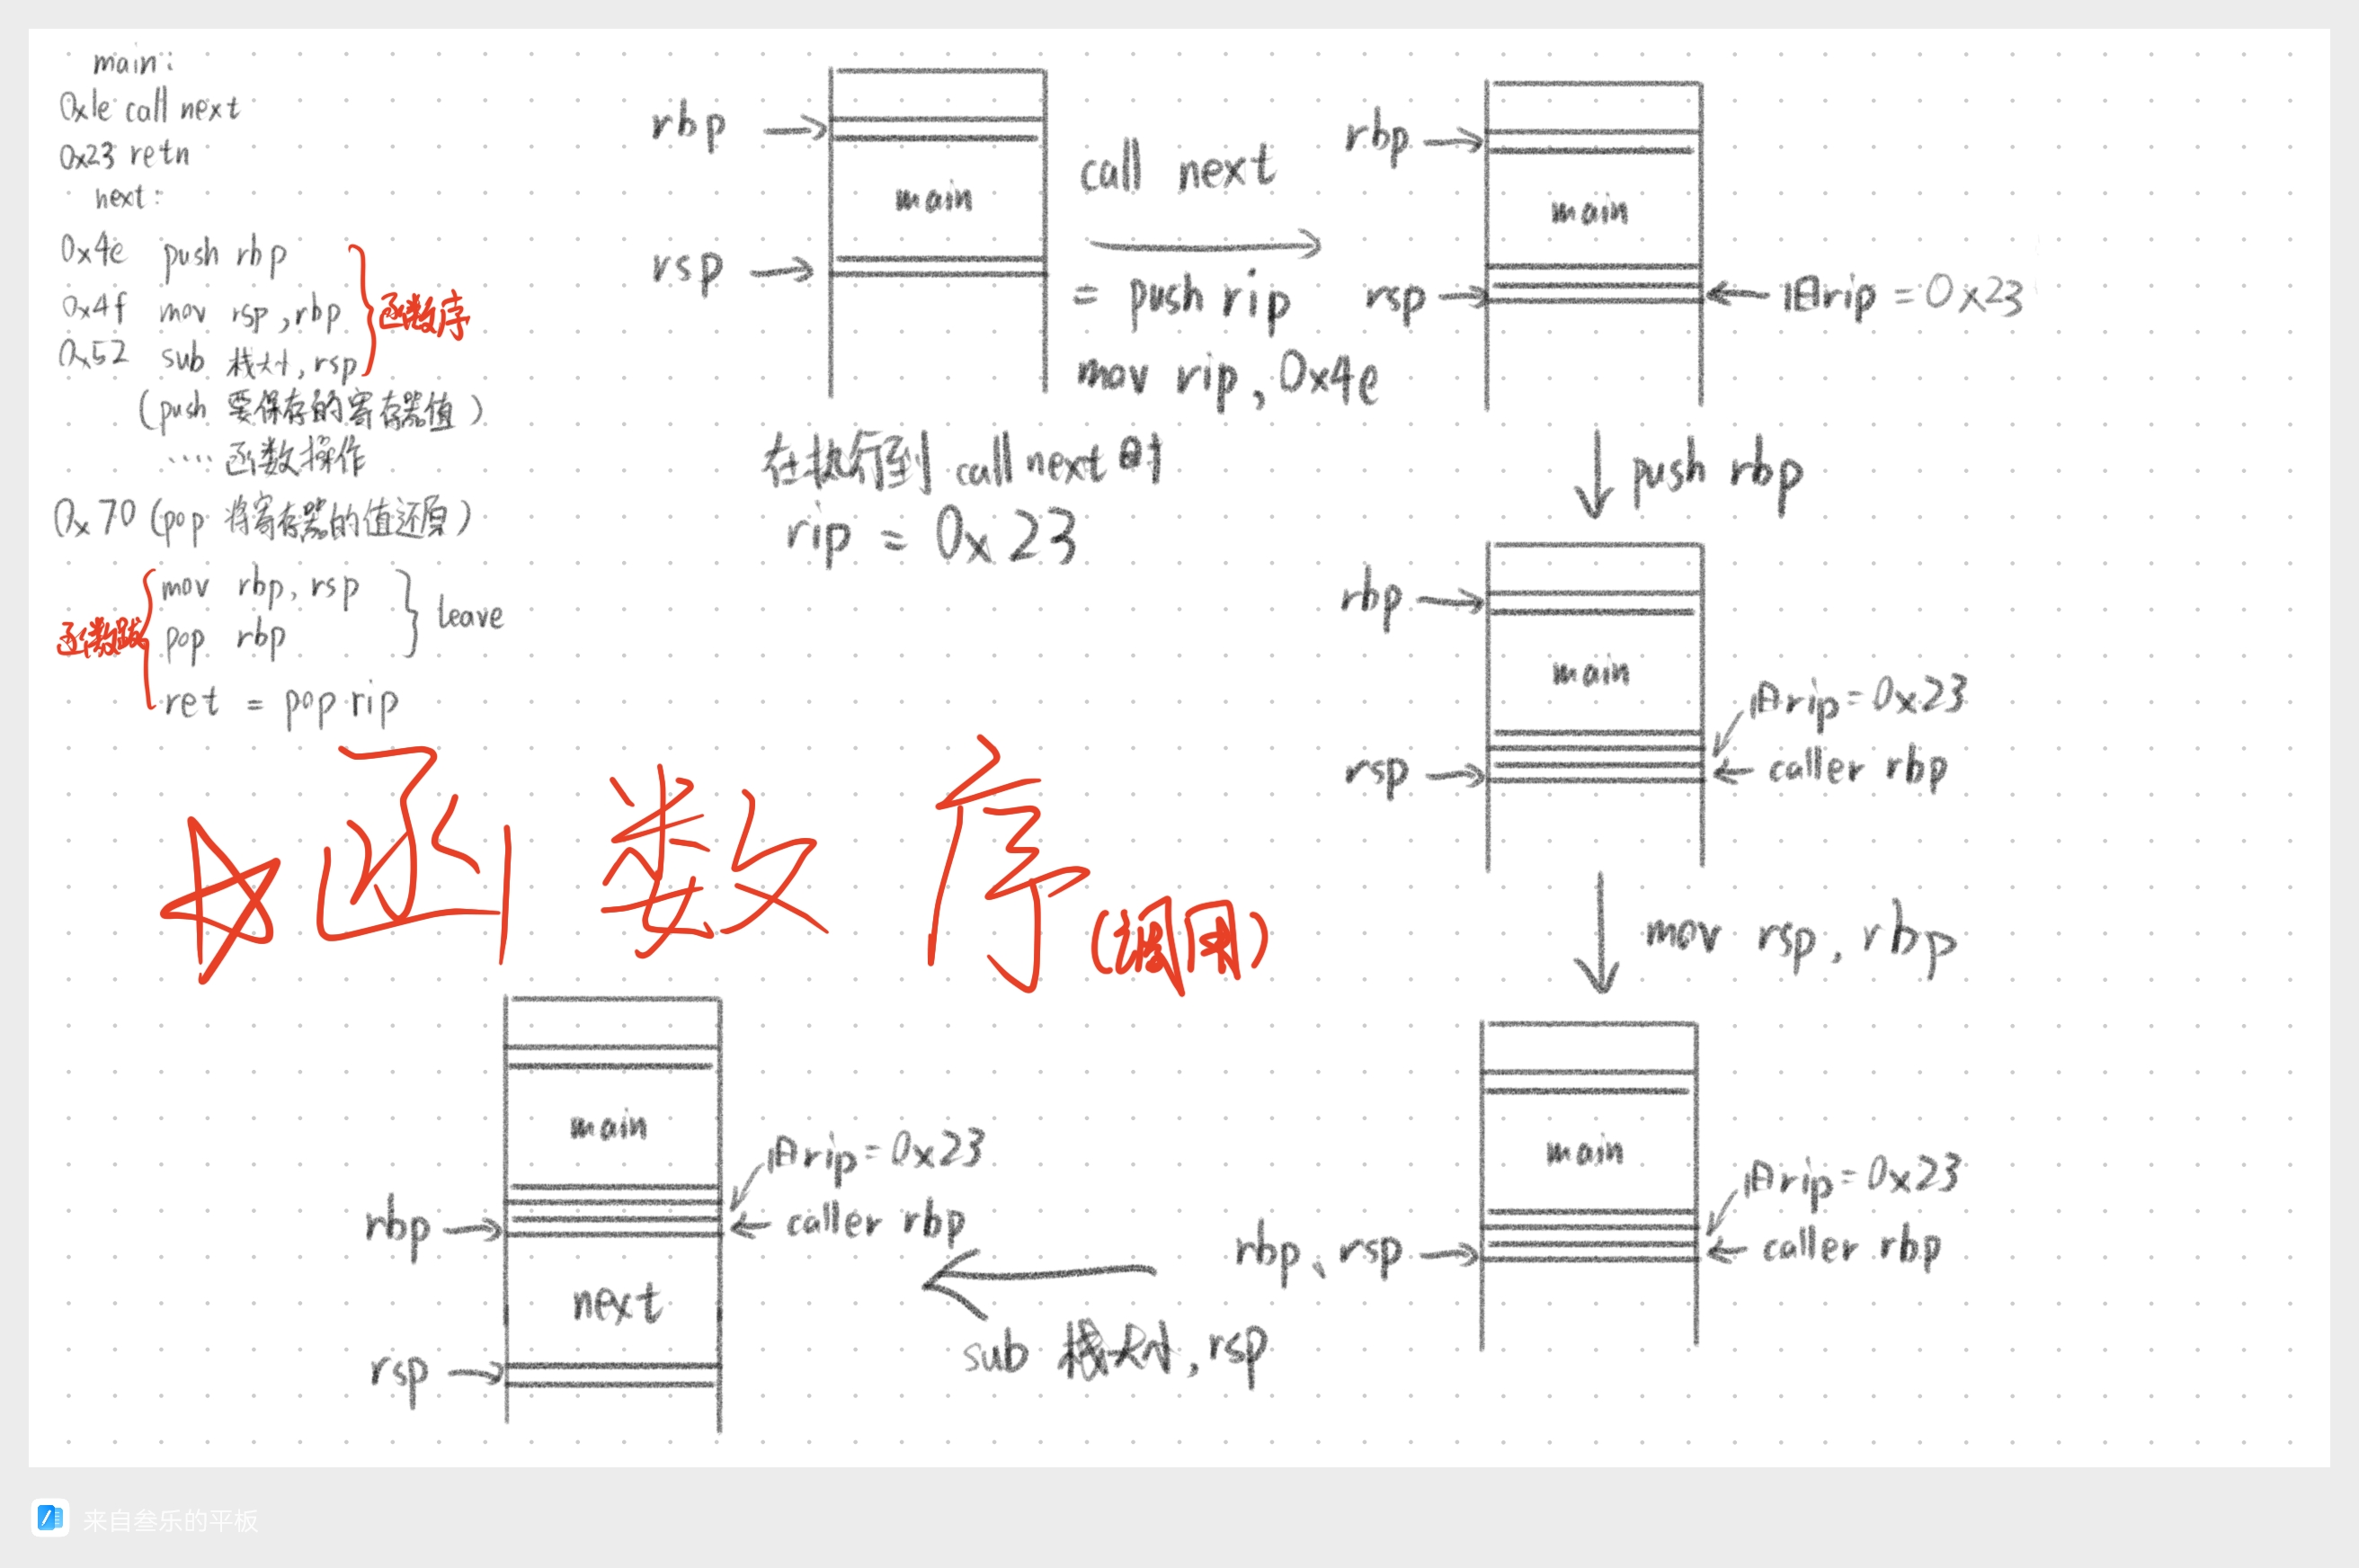 main:
0x1e call next
0x23 retn
next:
0x4e push rbp
0x4f mov rsp,rbp
0x52 sub 栈大小,rsp
函数序
(push 要保存的寄存器值)
....函数操作
0x70 (pop 将寄存器的值还原)
mov rbp,rsp
pop rbp
leave
函数跋
ret = pop rip
rbp
main
rsp
call next
= push rip
mov rip,0x4e
在执行到 call next 时
rip = 0x23
rbp
main
rsp
旧rip = 0x23
push rbp
rbp
main
rsp
旧rip = 0x23
caller rbp
mov rsp,rbp
main
旧rip = 0x23
caller rbp
rbp、rsp
sub 栈大小,rsp
main
旧rip = 0x23
rbp
caller rbp
next
rsp
函数序(调用)
来自叁乐的平板